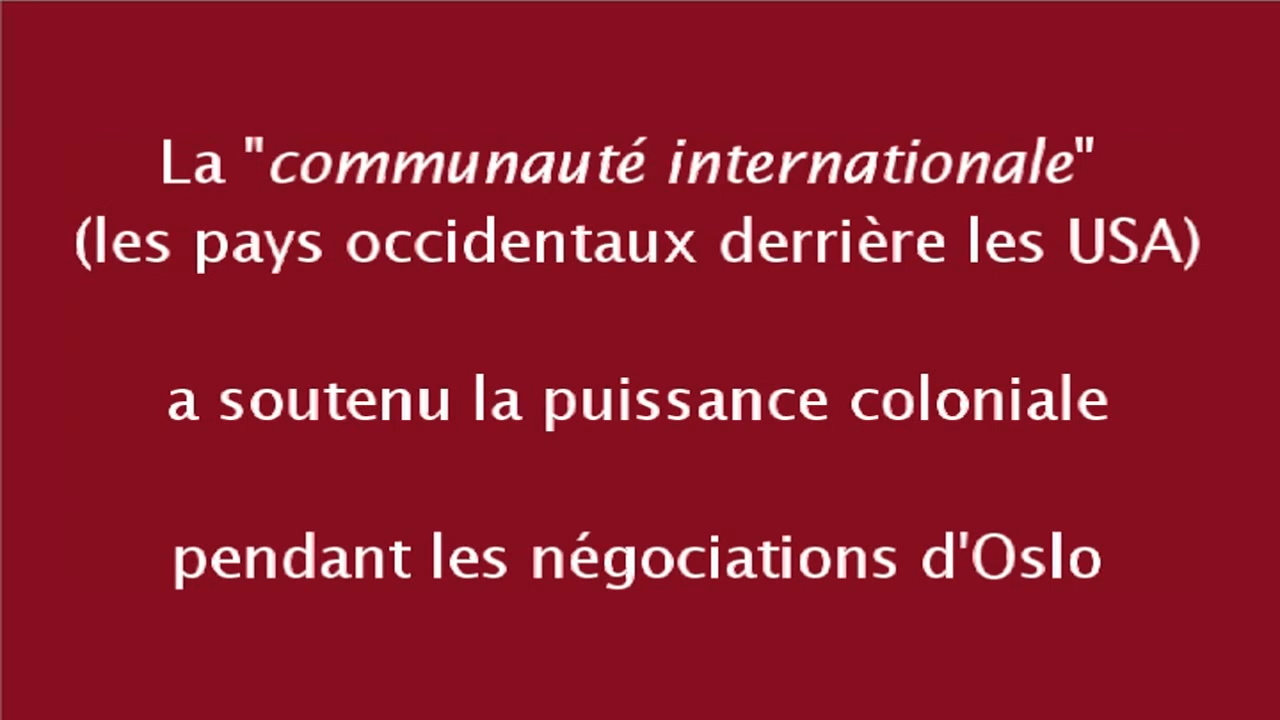 La "communauté internationale"
(les pays occidentaux derrière les USA)
a soutenu la puissance coloniale
pendant les négociations d'Oslo